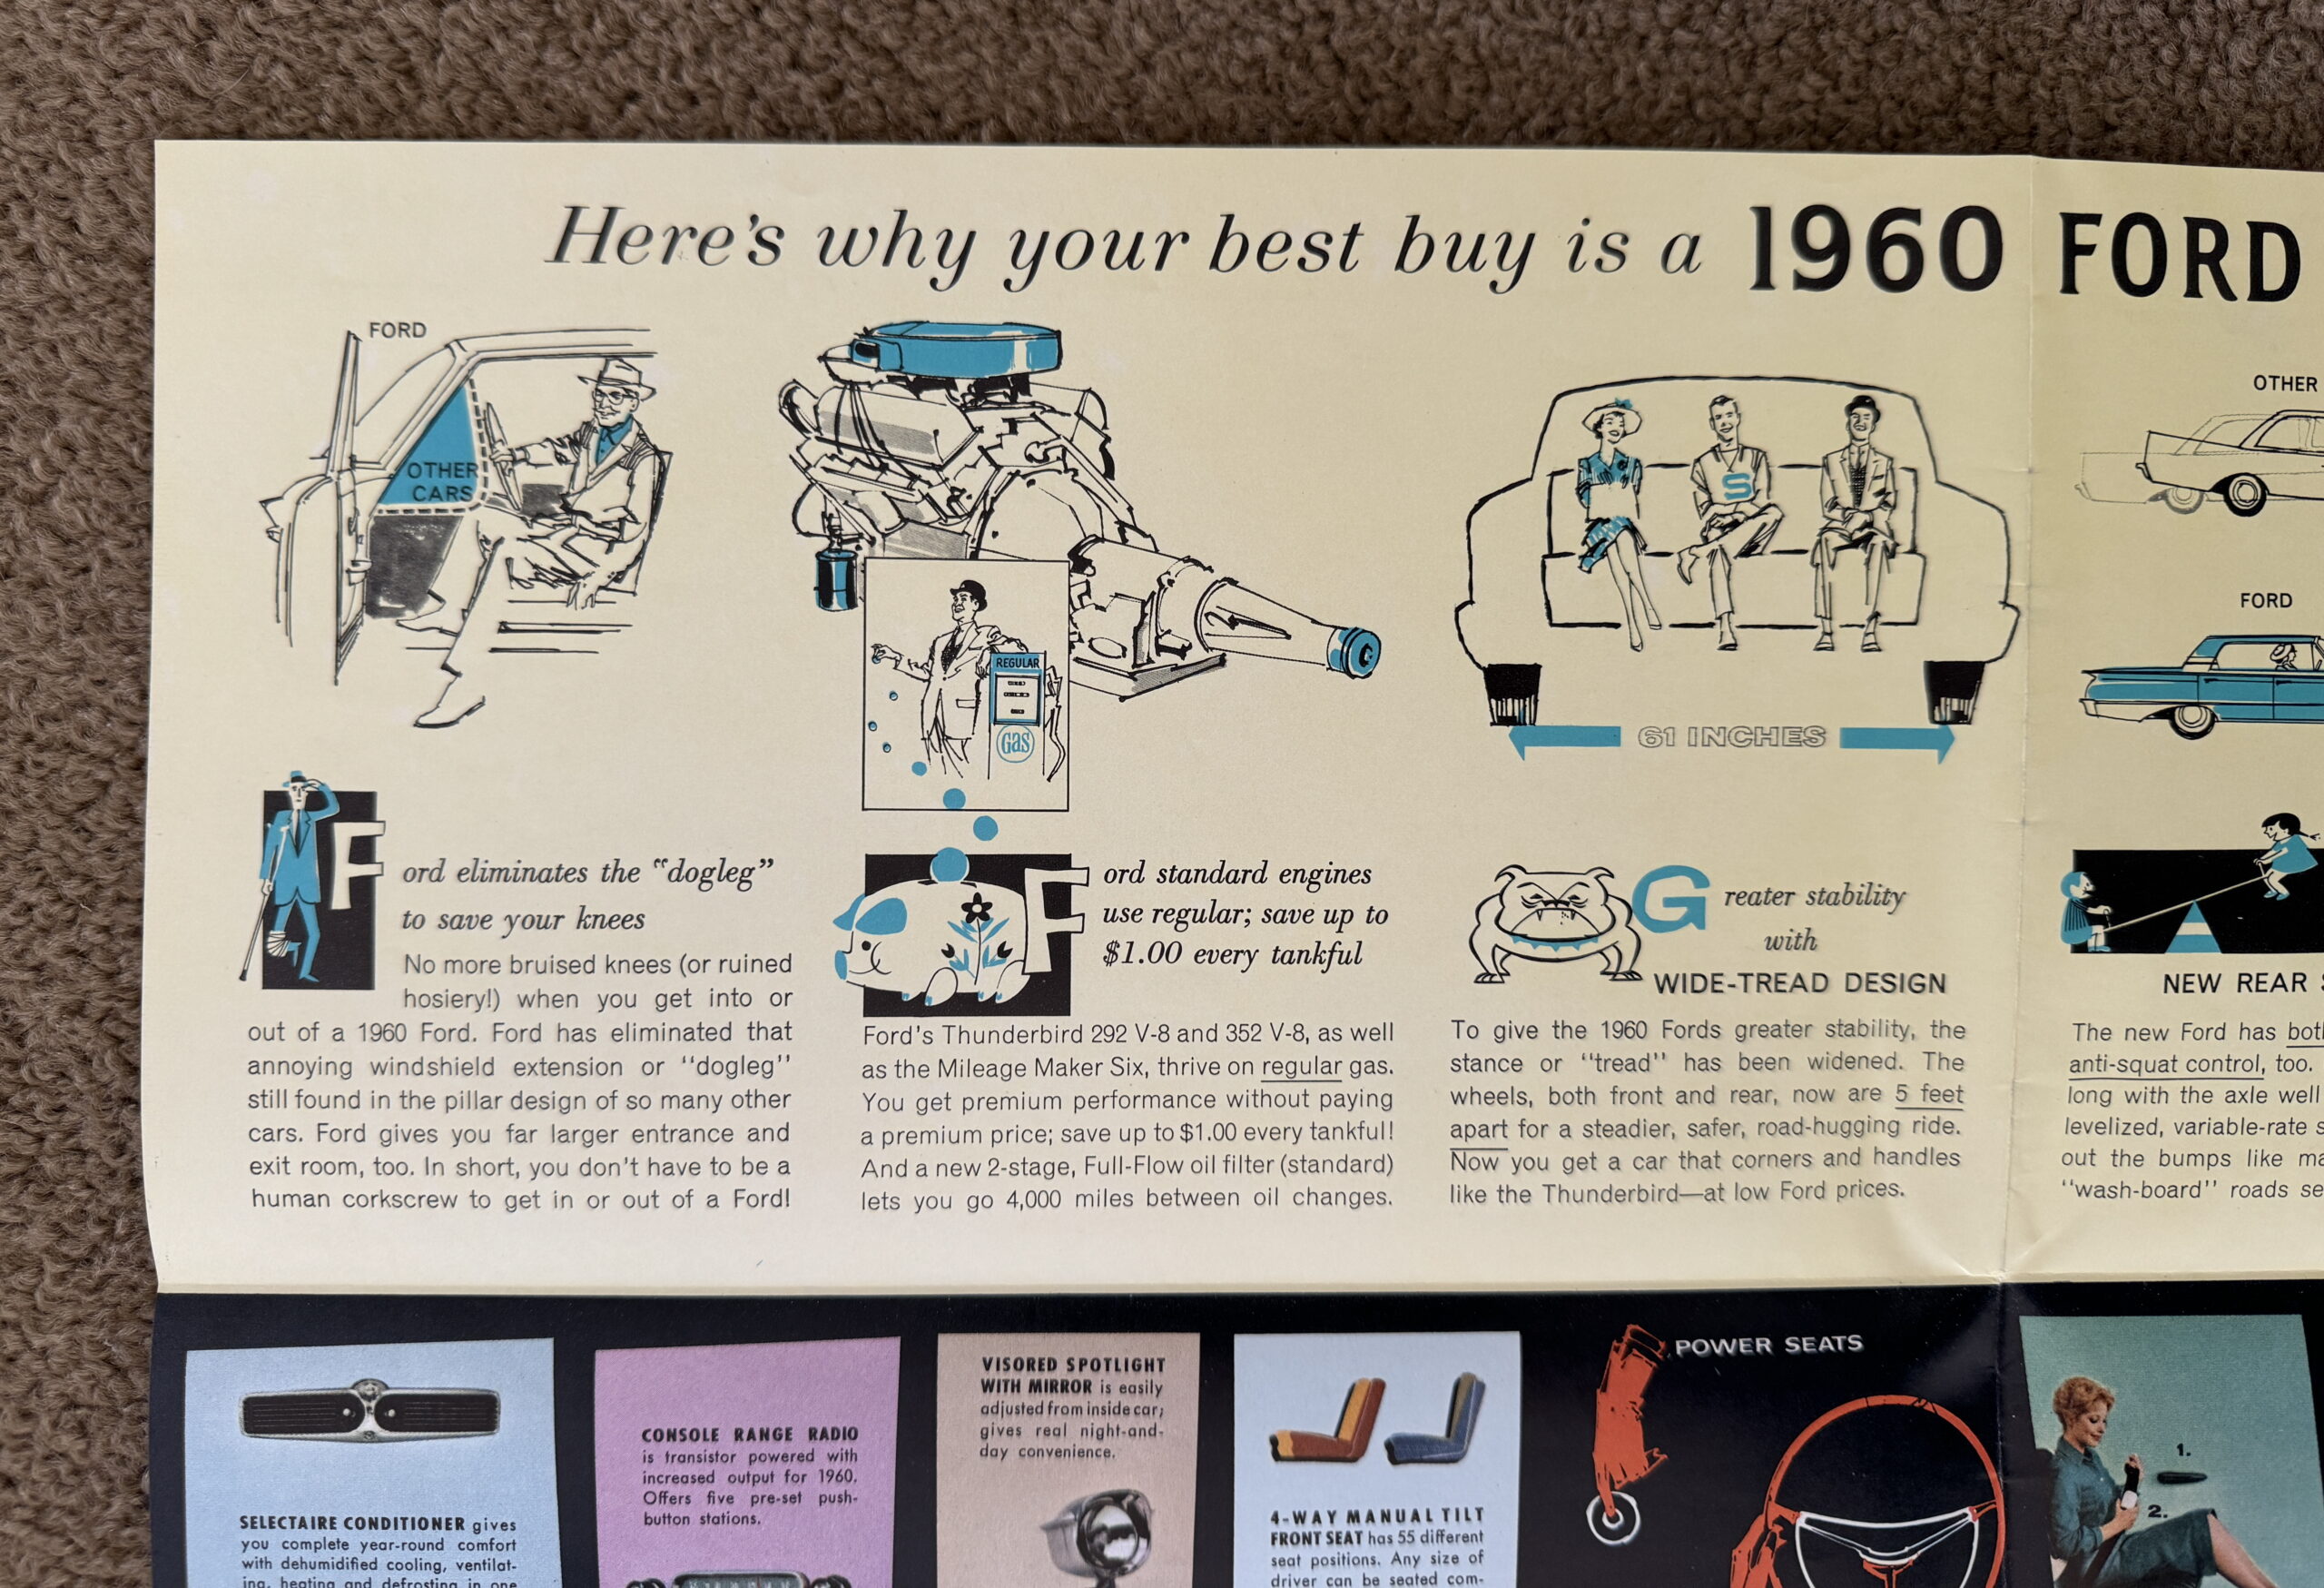 Here's why your best buy is a 1960 FORD
FORD
OTHER
CARS
REGULAR
Gas
S
61 INCHES
OTHER
FORD
Ford eliminates the "dogleg"
to save your knees
No more bruised knees (or ruined
hosiery!) when you get into or
out of a 1960 Ford. Ford has eliminated that
annoying windshield extension or "dogleg"
still found in the pillar design of so many other
cars. Ford gives you far larger entrance and
exit room, too. In short, you don't have to be a
human corkscrew to get in or out of a Ford!
Ford standard engines
use regular; save up to
$1.00 every tankful
Ford's Thunderbird 292 V-8 and 352 V-8, as well
as the Mileage Maker Six, thrive on regular gas.
You get premium performance without paying
a premium price; save up to $1.00 every tankful!
And a new 2-stage, Full-Flow oil filter (standard)
lets you go 4,000 miles between oil changes.
Greater stability
with
WIDE-TREAD DESIGN
To give the 1960 Fords greater stability, the
stance or "tread" has been widened. The
wheels, both front and rear, now are 5 feet
apart for a steadier, safer, road-hugging ride.
Now you get a car that corners and handles
like the Thunderbird—at low Ford prices.
NEW REAR
The new Ford has
anti-squat control, too.
long with the axle well
levelized, variable-rate
out the bumps like
"wash-board" roads
SELECTAIRE CONDITIONER gives
you complete year-round comfort
with dehumidified cooling, ventilat-
ing, heating and defrosting in one
CONSOLE RANGE RADIO
is transistor powered with
increased output for 1960.
Offers five pre-set push-
button stations.
VISORED SPOTLIGHT
WITH MIRROR is easily
adjusted from inside car;
gives real night-and-
day convenience.
4-WAY MANUAL TILT
FRONT SEAT has 55 different
seat positions. Any size of
driver can be seated com-
POWER SEATS
1.
2.